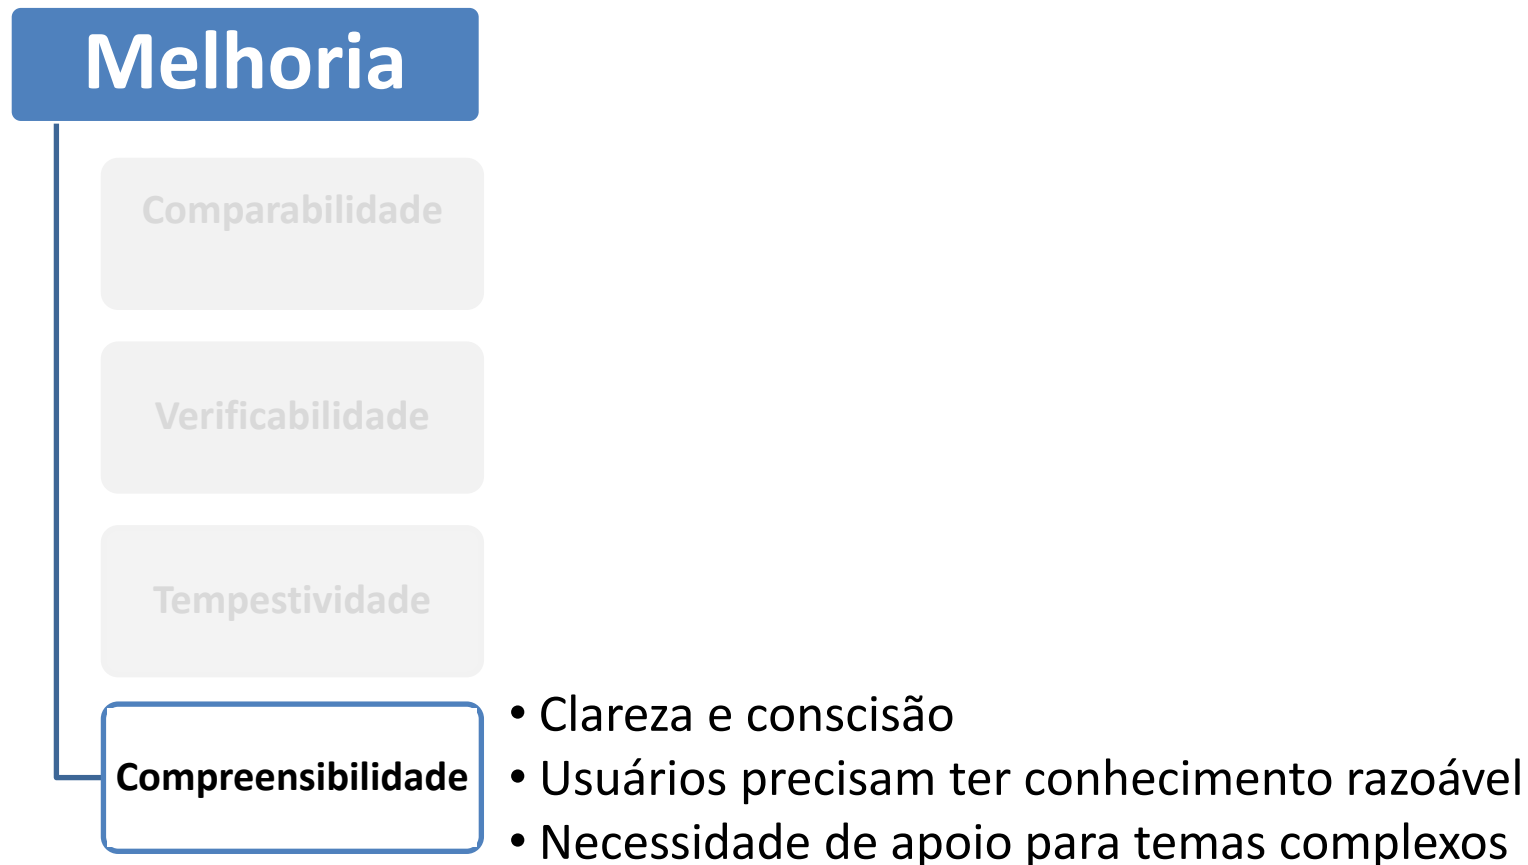 Melhoria
Comparabilidade
Verificabilidade
Tempestividade
Compreensibilidade
• Clareza e conscisão
• Usuários precisam ter conhecimento razoável
• Necessidade de apoio para temas complexos